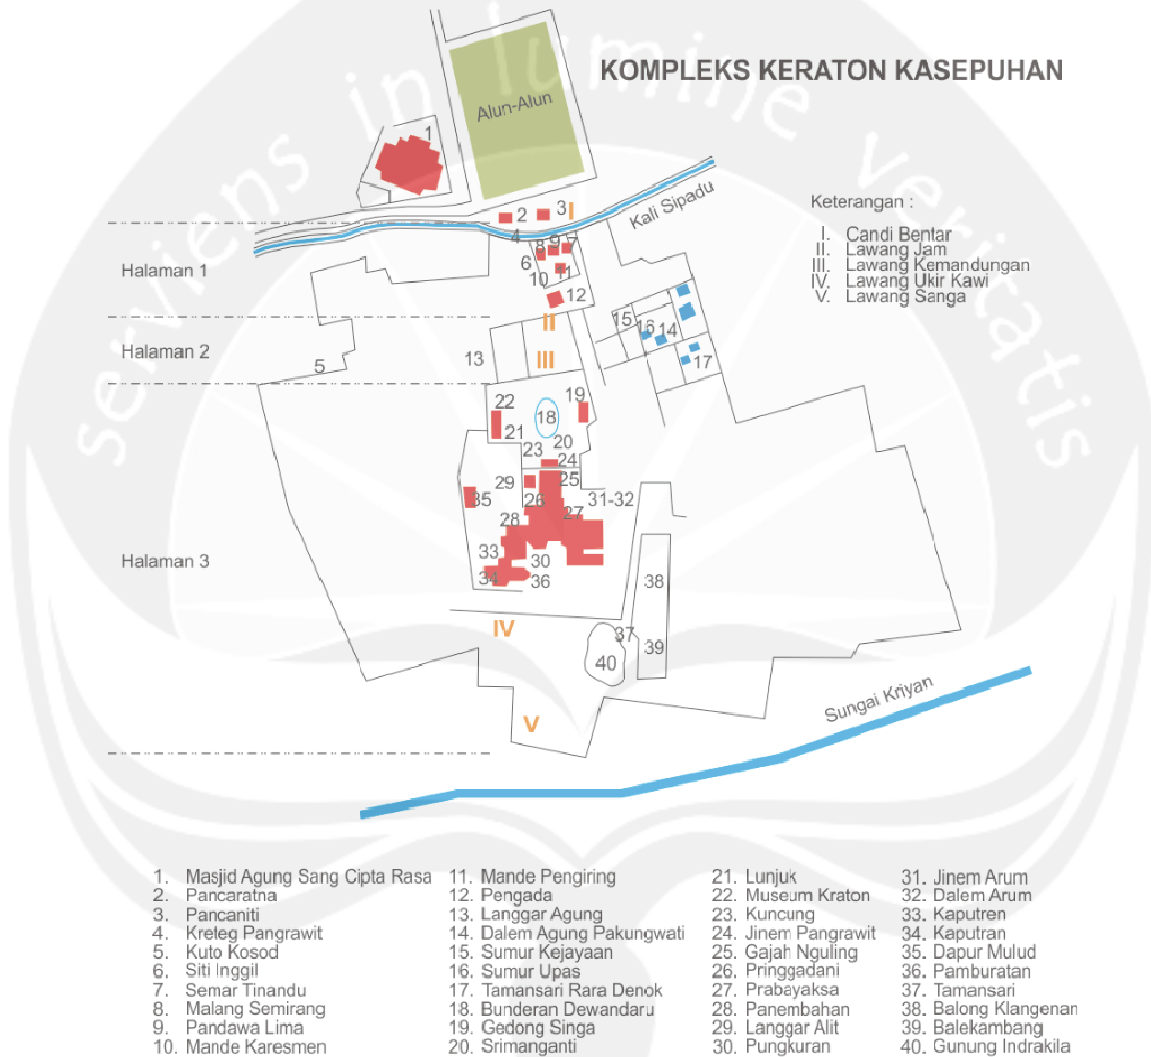 KOMPLEKS KERATON KASEPUHAN
Alun-Alun
1
2
3
I
Kali Sipadu
4
8
9
7
6
11
10
12
II
III
13
5
15
16
14
17
Halaman 1
Halaman 2
Halaman 3
22
19
18
21
20
23
24
25
29
26
31-32
35
27
28
33
30
34
36
38
IV
37
39
40
V
Sungai Kriyan
Keterangan :
I. Candi Bentar
II. Lawang Jam
III. Lawang Kemandungan
IV. Lawang Ukir Kawi
V. Lawang Sanga
1. Masjid Agung Sang Cipta Rasa
2. Pancaratna
3. Pancaniti
4. Kreteg Pangrawit
5. Kuto Kosod
6. Siti Inggil
7. Semar Tinandu
8. Malang Semirang
9. Pandawa Lima
10. Mande Karesmen
11. Mande Pengiring
12. Pengada
13. Langgar Agung
14. Dalem Agung Pakungwati
15. Sumur Kejayaan
16. Sumur Upas
17. Tamansari Rara Denok
18. Bunderan Dewandaru
19. Gedong Singa
20. Srimanganti
21. Lunjuk
22. Museum Kraton
23. Kuncung
24. Jinem Pangrawit
25. Gajah Nguling
26. Pringgadani
27. Prabayaksa
28. Panembahan
29. Langgar Alit
30. Pungkuran
31. Jinem Arum
32. Dalem Arum
33. Kaputren
34. Kaputran
35. Dapur Mulud
36. Pamburatan
37. Tamansari
38. Balong Klangenan
39. Balekambang
40. Gunung Indrakila
serviens in lumine veritatis